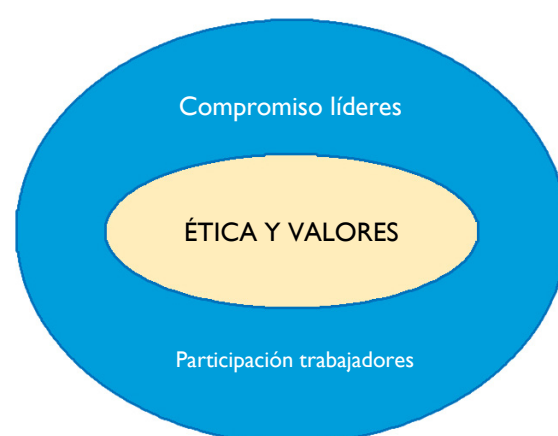 Compromiso líderes
ÉTICA Y VALORES
Participación trabajadores